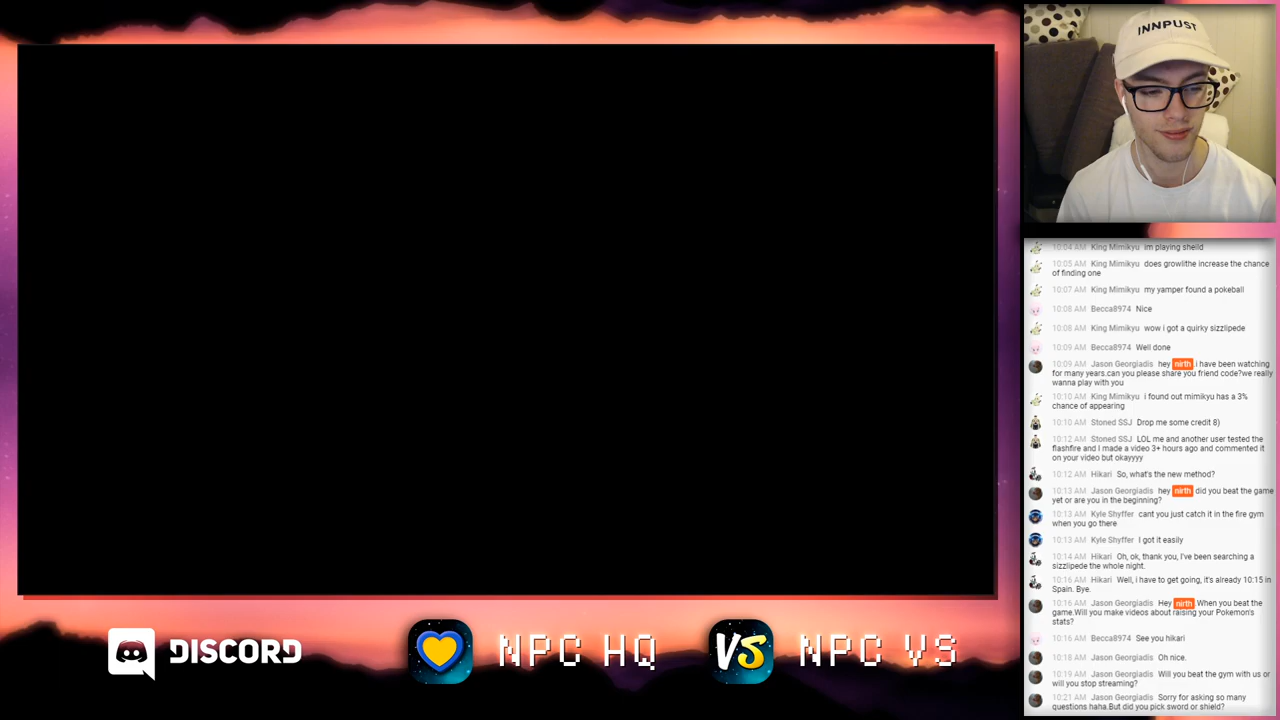 INNPUST
10:04 AM King Mimikyu im playing sheild
10:05 AM King Mimikyu does growlithe increase the chance
of finding one
10:07 AM King Mimikyu my yamper found a pokeball
10:08 AM Becca8974 Nice
10:08 AM King Mimikyu wow i got a quirky sizzlipede
10:09 AM Becca8974 Well done
10:09 AM Jason Georgiadis hey nirth i have been watching
for many years.can you please share you friend code?we really
wanna play with you
10:10 AM King Mimikyu i found out mimikyu has a 3%
chance of appearing
10:10 AM Stoned SSJ Drop me some credit 8)
10:12 AM Stoned SSJ LOL me and another user tested the
flashfire and I made a video 3+ hours ago and commented it
on your video but okayyyy
10:12 AM Hikari So, what's the new method?
10:13 AM Jason Georgiadis hey nirth did you beat the game
yet or are you in the beginning?
10:13 AM Kyle Shyffer cant you just catch it in the fire gym
when you go there
10:13 AM Kyle Shyffer I got it easily
10:14 AM Hikari Oh, ok, thank you, I've been searching a
sizzlipede the whole night.
10:16 AM Hikari Well, i have to get going, it's already 10:15 in
Spain. Bye.
10:16 AM Jason Georgiadis Hey nirth When you beat the
game.Will you make videos about raising your Pokemon's
stats?
10:16 AM Becca8974 See you hikari
10:18 AM Jason Georgiadis Oh nice.
10:19 AM Jason Georgiadis Will you beat the gym with us or
will you stop streaming?
10:21 AM Jason Georgiadis Sorry for asking so many
questions haha.But did you pick sword or shield?
DISCORD
NPC HQ
VS
NPC VS